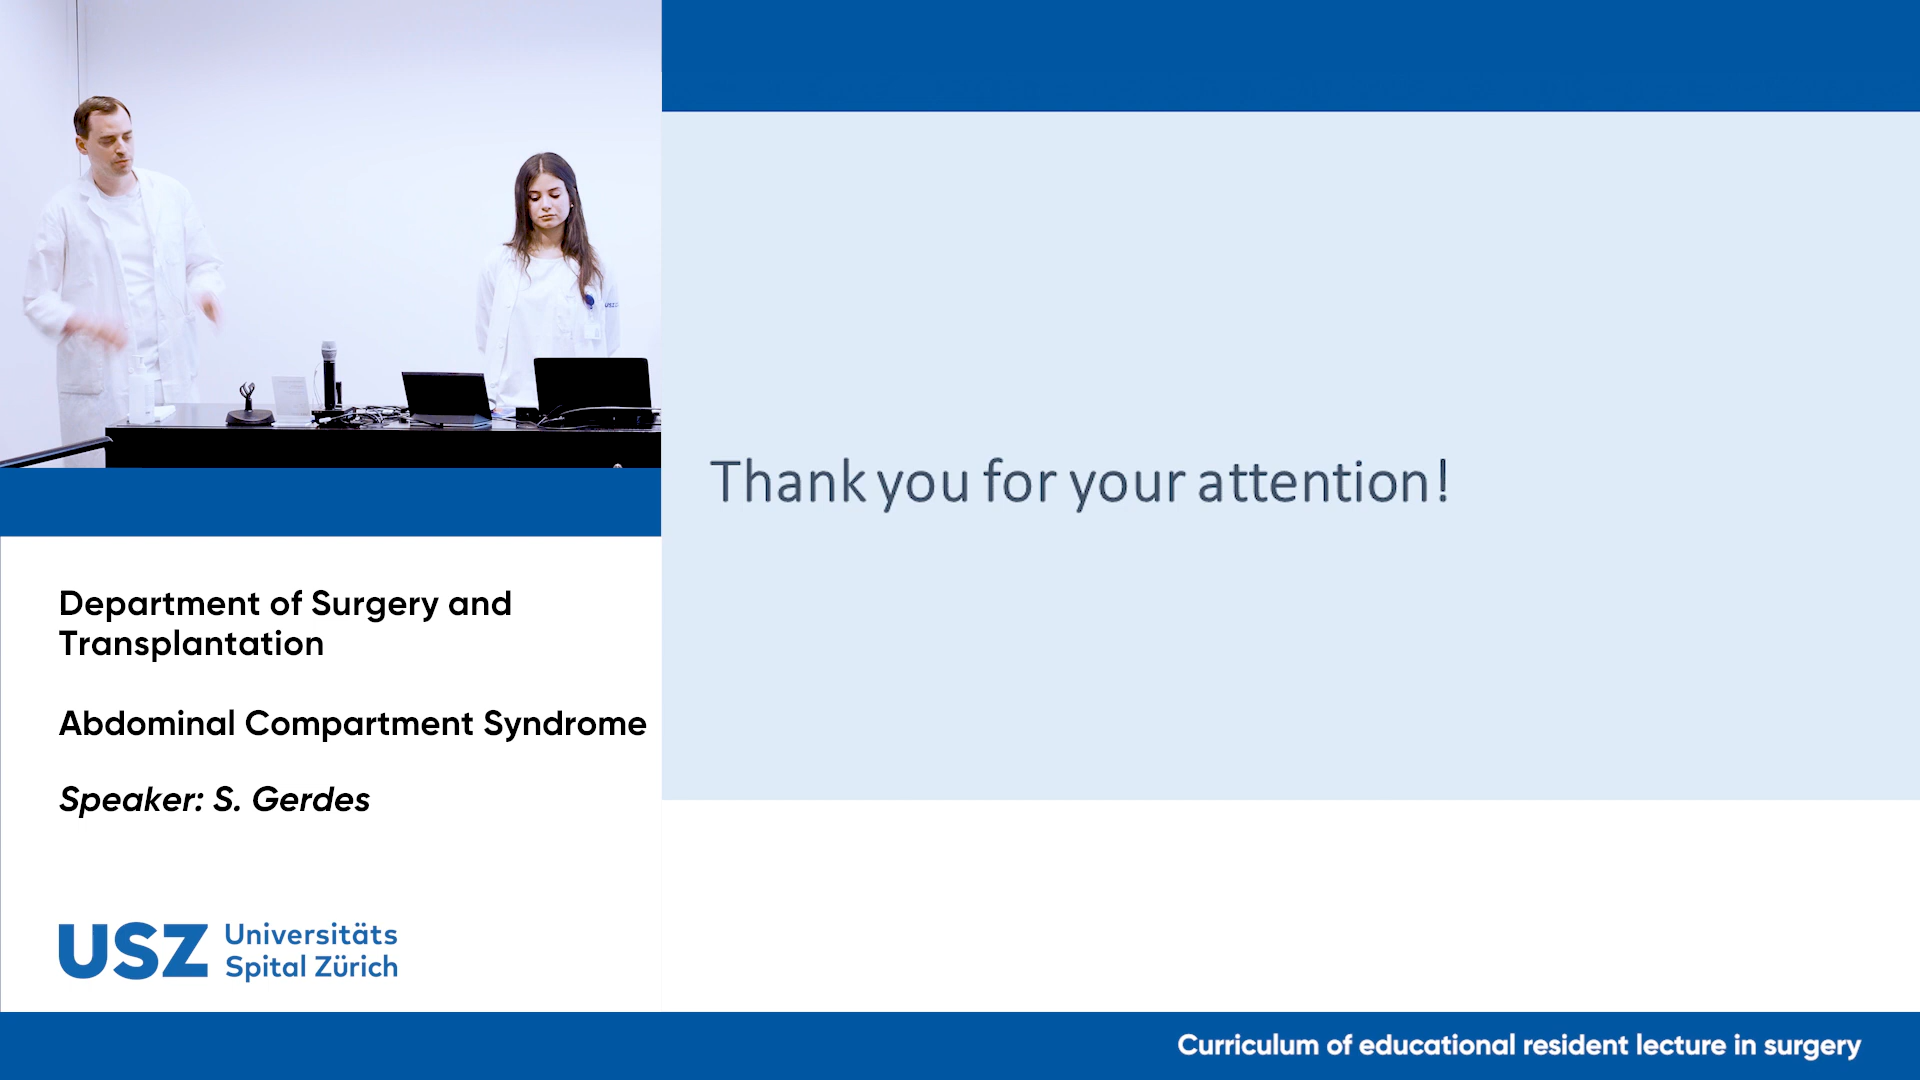 Thank you for your attention!
Department of Surgery and
Transplantation
Abdominal Compartment Syndrome
Speaker: S. Gerdes
USZ Universitäts
Spital Zürich
Curriculum of educational resident lecture in surgery